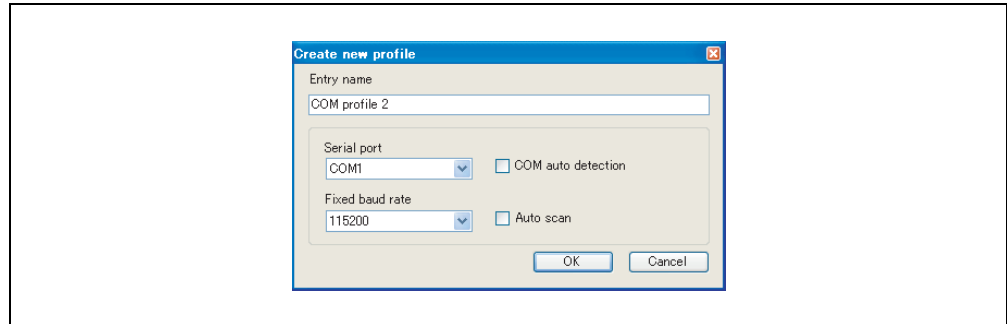 Create new profile
Entry name
COM profile 2
Serial port
COM1
COM auto detection
Fixed baud rate
115200
Auto scan
OK Cancel